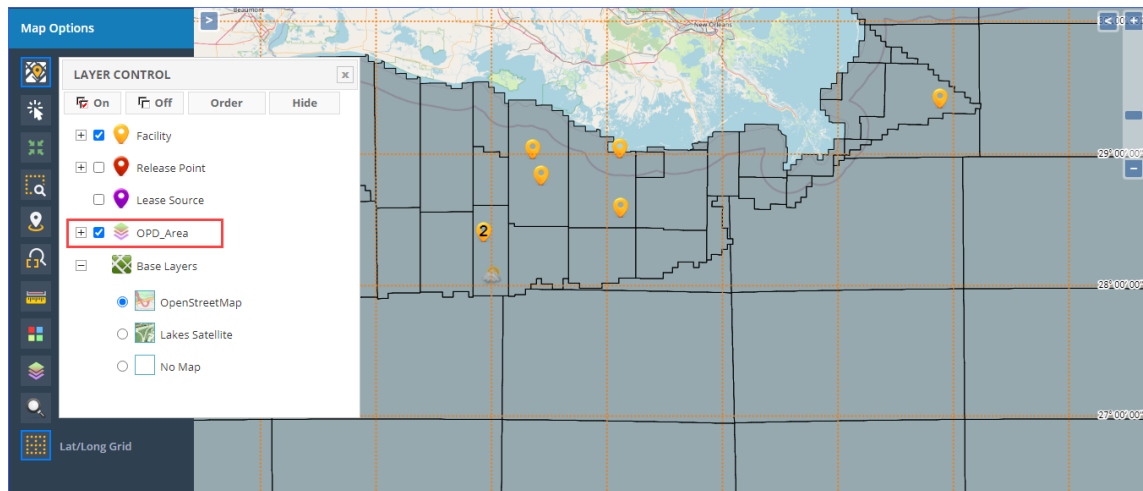 Map Options
Beaumont
New Orleans
>
<
+
LAYER CONTROL
x
On
Off
Order
Hide
Facility
Release Point
Lease Source
OPD_Area
Base Layers
OpenStreetMap
Lakes Satellite
No Map
Lat/Long Grid
2
29° 00' 00"
28° 00' 00"
27° 00' 00"